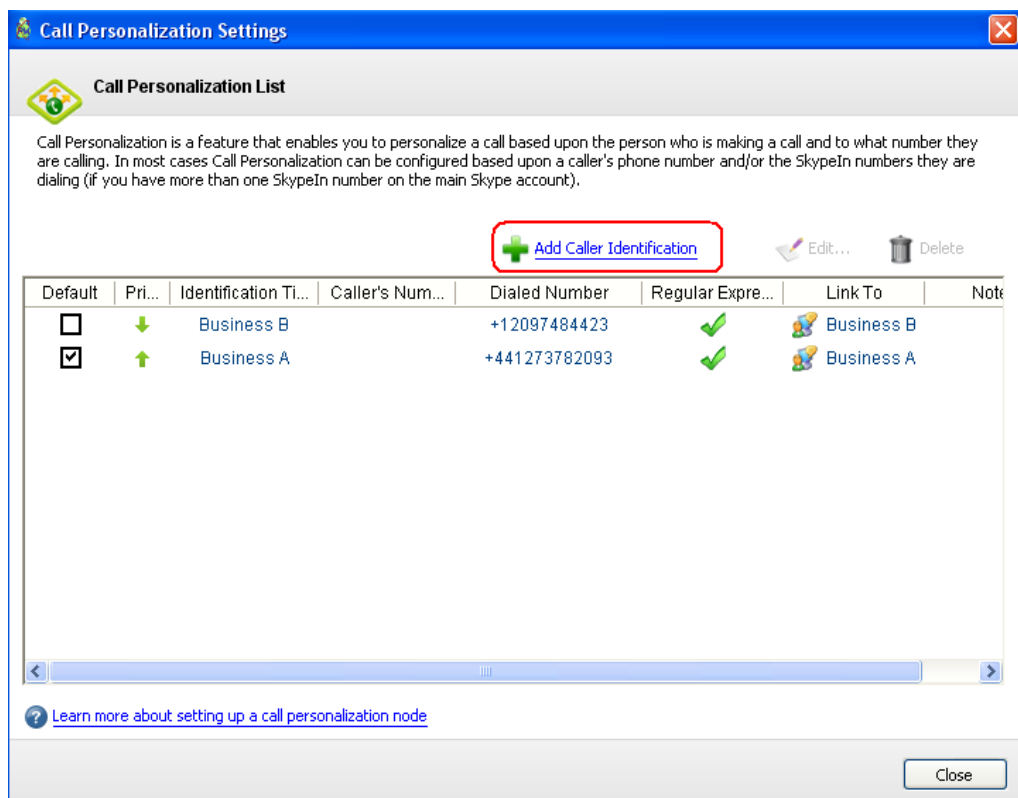 Call Personalization Settings
Call Personalization List
Call Personalization is a feature that enables you to personalize a call based upon the person who is making a call and to what number they
are calling. In most cases Call Personalization can be configured based upon a caller's phone number and/or the SkypeIn numbers they are
dialing (if you have more than one SkypeIn number on the main Skype account).
Add Caller Identification Edit... Delete
Default Pri... Identification Ti... Caller's Num... Dialed Number Regular Expre... Link To Note
Business B +12097484423 Business B
Business A +441273782093 Business A
? Learn more about setting up a call personalization node
Close